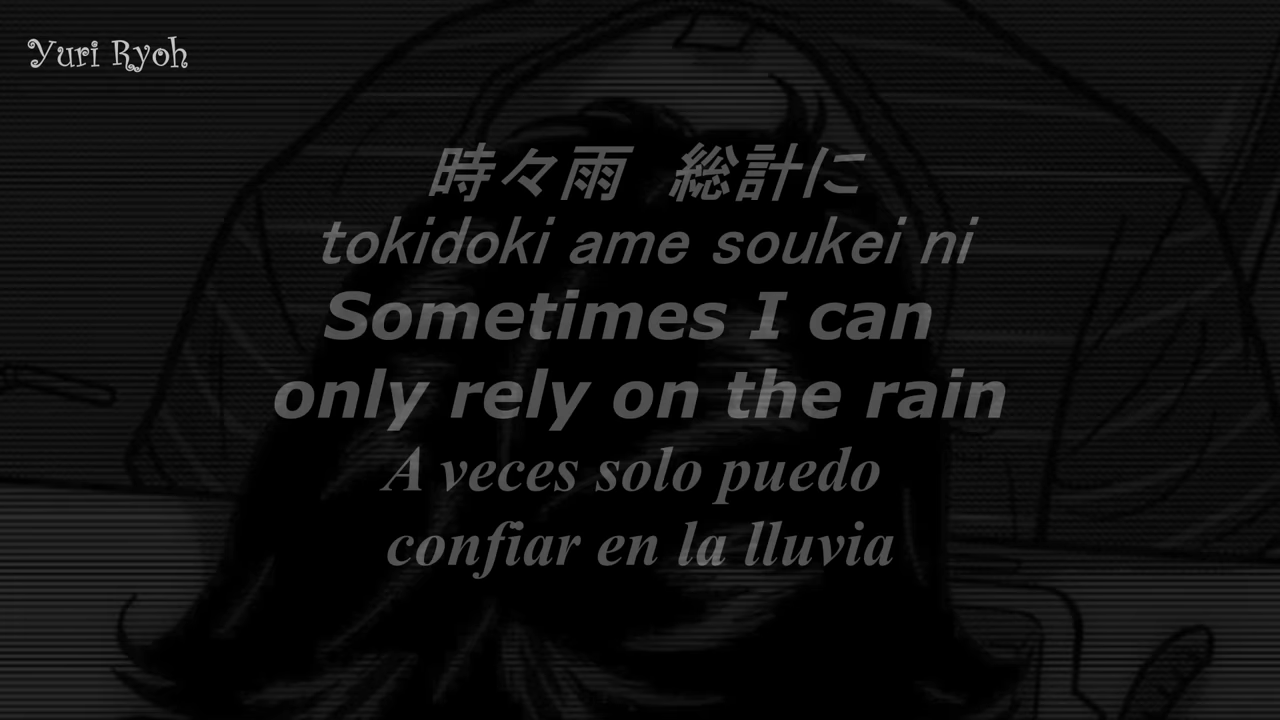 Yuri Ryoh
時々雨　総計に
tokidoki ame soukei ni
Sometimes I can
only rely on the rain
A veces solo puedo
confiar en la lluvia